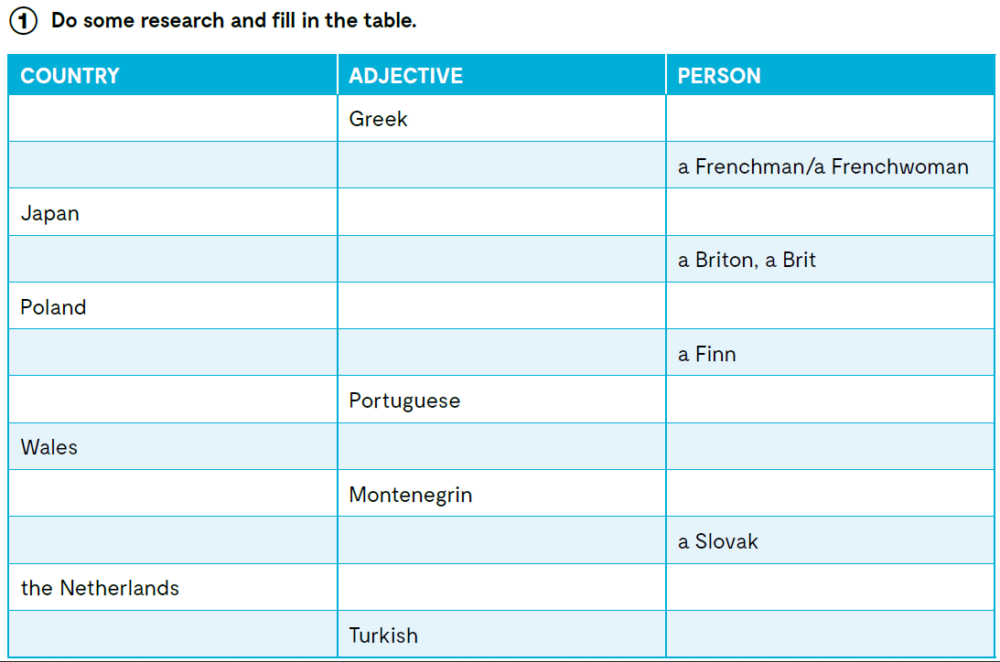 1 Do some research and fill in the table.
COUNTRY ADJECTIVE PERSON
Greek
a Frenchman/a Frenchwoman
Japan
a Briton, a Brit
Poland
a Finn
Portuguese
Wales
Montenegrin
a Slovak
the Netherlands
Turkish